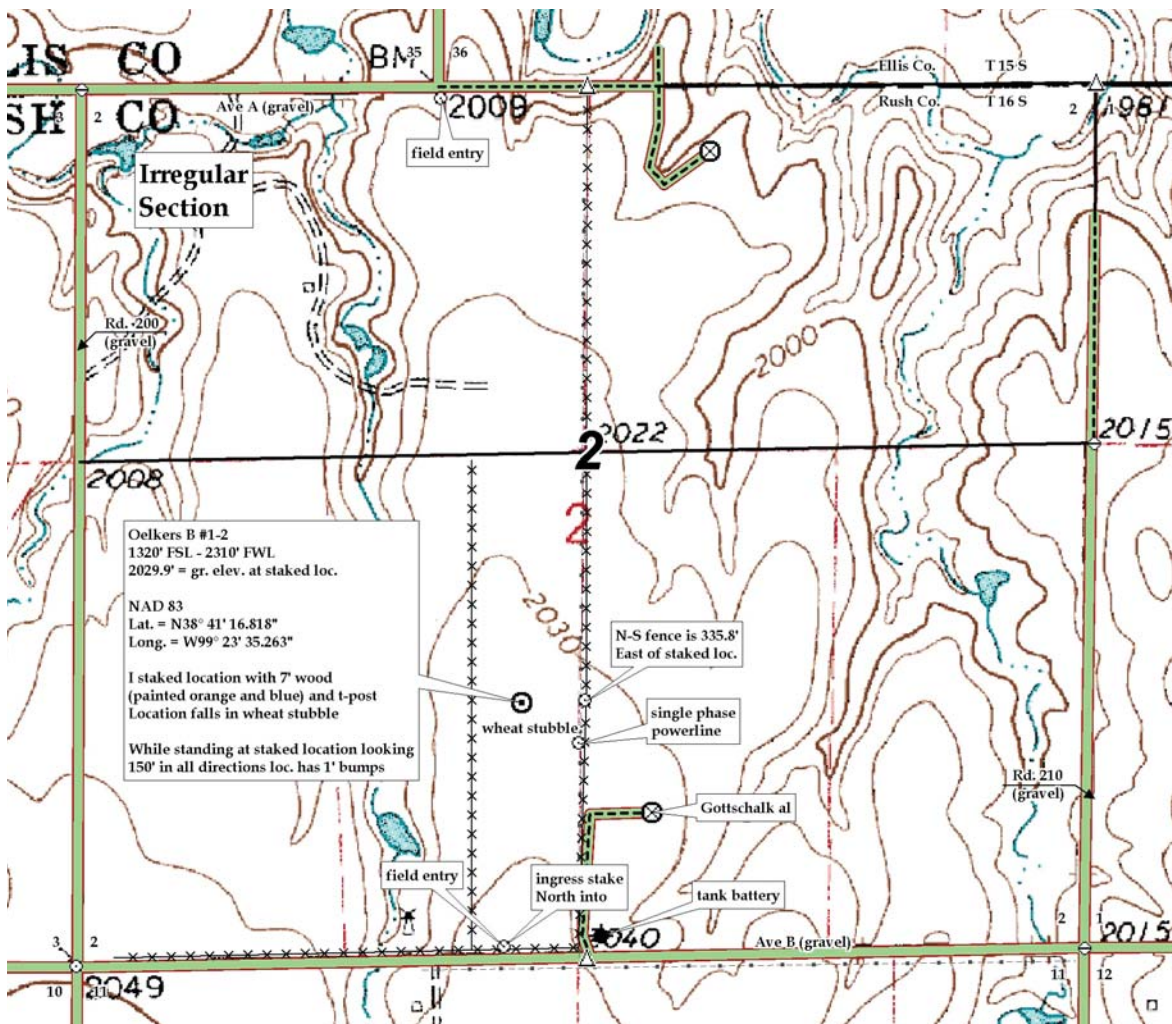 LIS CO
BM
35
36
Ellis Co.
T 15 S
SH CO
3
2
Ave A (gravel)
2009
Rush Co.
T 16 S
2
1
1981
field entry
Irregular
Section
Rd. 200
(gravel)
2000
2022
2
2015
2008
2
Oelkers B #1-2
1320' FSL - 2310' FWL
2029.9' = gr. elev. at staked loc.
NAD 83
Lat. = N38° 41' 16.818"
Long. = W99° 23' 35.263"
I staked location with 7' wood
(painted orange and blue) and t-post
Location falls in wheat stubble
While standing at staked location looking
150' in all directions loc. has 1' bumps
2030
N-S fence is 335.8'
East of staked loc.
wheat stubble
single phase
powerline
Rd. 210
(gravel)
Gottschalk al
field entry
ingress stake
North into
tank battery
3
2
2040
Ave B (gravel)
2
1
2015
10
11
2049
11
12